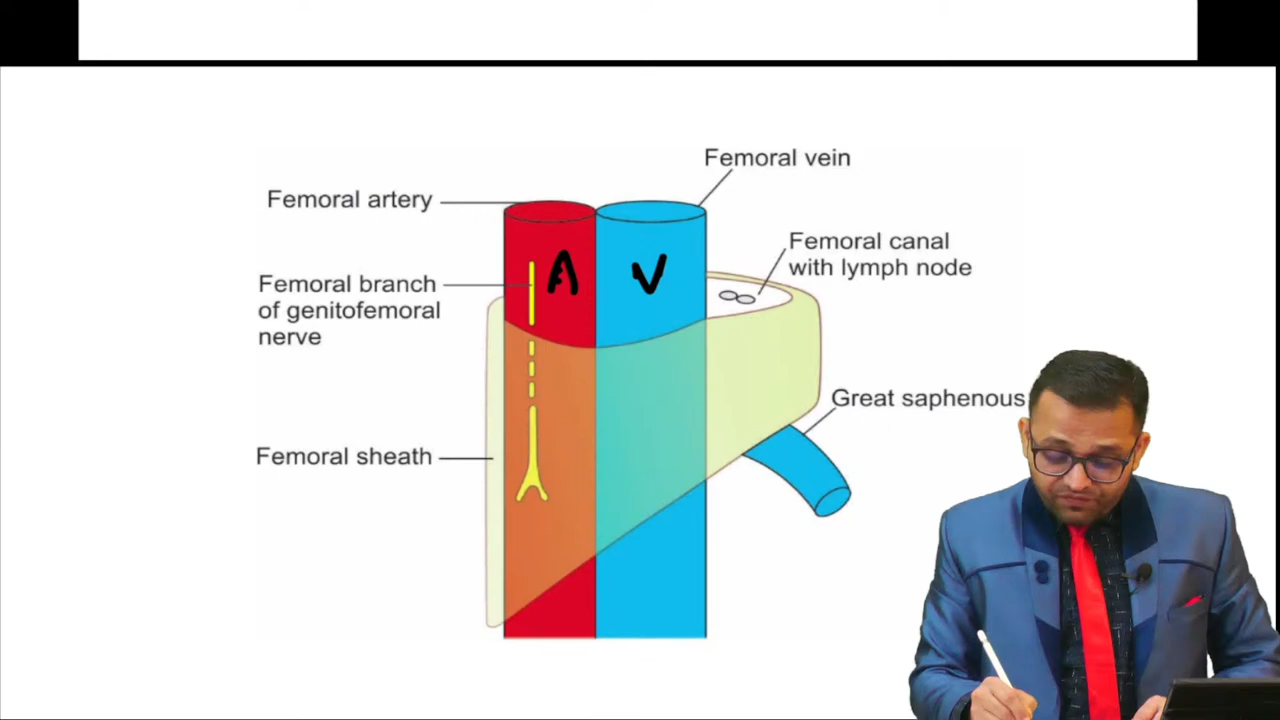 Femoral vein
Femoral artery
A
V
Femoral canal
with lymph node
Femoral branch
of genitofemoral
nerve
Great saphenous
Femoral sheath